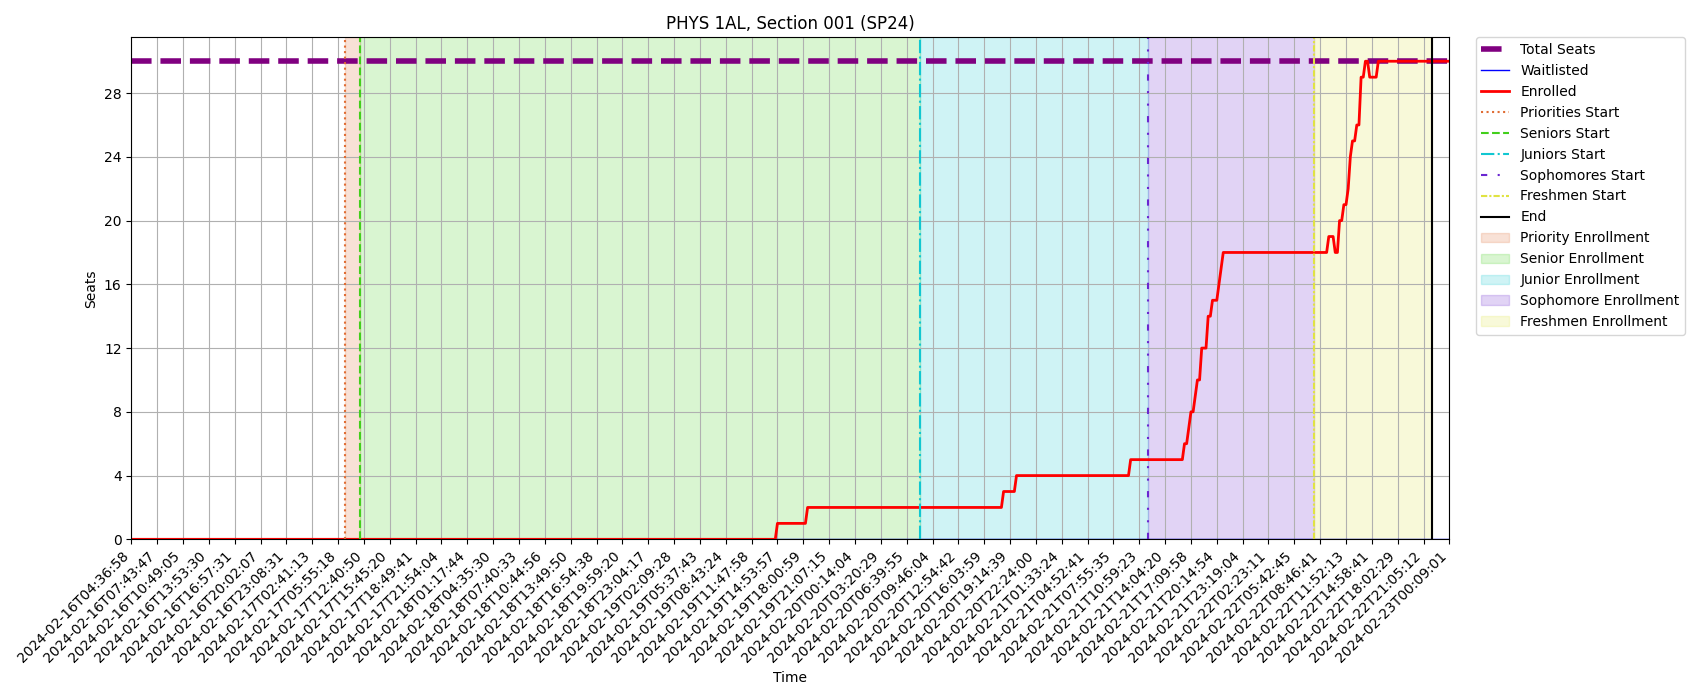 PHYS 1AL, Section 001 (SP24)
Seats
28
24
20
16
12
8
4
0
2024-02-16T04:36:58
2024-02-16T07:43:47
2024-02-16T10:49:05
2024-02-16T13:53:30
2024-02-16T16:57:31
2024-02-16T20:02:07
2024-02-16T23:08:31
2024-02-17T02:41:13
2024-02-17T05:55:18
2024-02-17T12:40:50
2024-02-17T15:45:20
2024-02-17T18:49:41
2024-02-17T21:54:04
2024-02-18T01:17:44
2024-02-18T04:35:30
2024-02-18T07:40:33
2024-02-18T10:44:56
2024-02-18T13:49:50
2024-02-18T16:54:38
2024-02-18T19:59:20
2024-02-18T23:04:17
2024-02-19T02:09:28
2024-02-19T05:37:43
2024-02-19T08:43:24
2024-02-19T11:47:58
2024-02-19T14:53:57
2024-02-19T18:00:59
2024-02-19T21:07:15
2024-02-20T00:14:04
2024-02-20T03:20:29
2024-02-20T06:39:55
2024-02-20T09:46:04
2024-02-20T12:54:42
2024-02-20T16:03:59
2024-02-20T19:14:39
2024-02-20T22:24:00
2024-02-21T01:33:24
2024-02-21T04:52:41
2024-02-21T07:55:35
2024-02-21T10:59:23
2024-02-21T14:04:20
2024-02-21T17:09:58
2024-02-21T20:14:54
2024-02-21T23:19:04
2024-02-22T02:23:11
2024-02-22T05:42:45
2024-02-22T08:46:41
2024-02-22T11:52:13
2024-02-22T14:58:41
2024-02-22T18:02:29
2024-02-22T21:05:12
2024-02-23T00:09:01
Time
Total Seats
Waitlisted
Enrolled
Priorities Start
Seniors Start
Juniors Start
Sophomores Start
Freshmen Start
End
Priority Enrollment
Senior Enrollment
Junior Enrollment
Sophomore Enrollment
Freshmen Enrollment